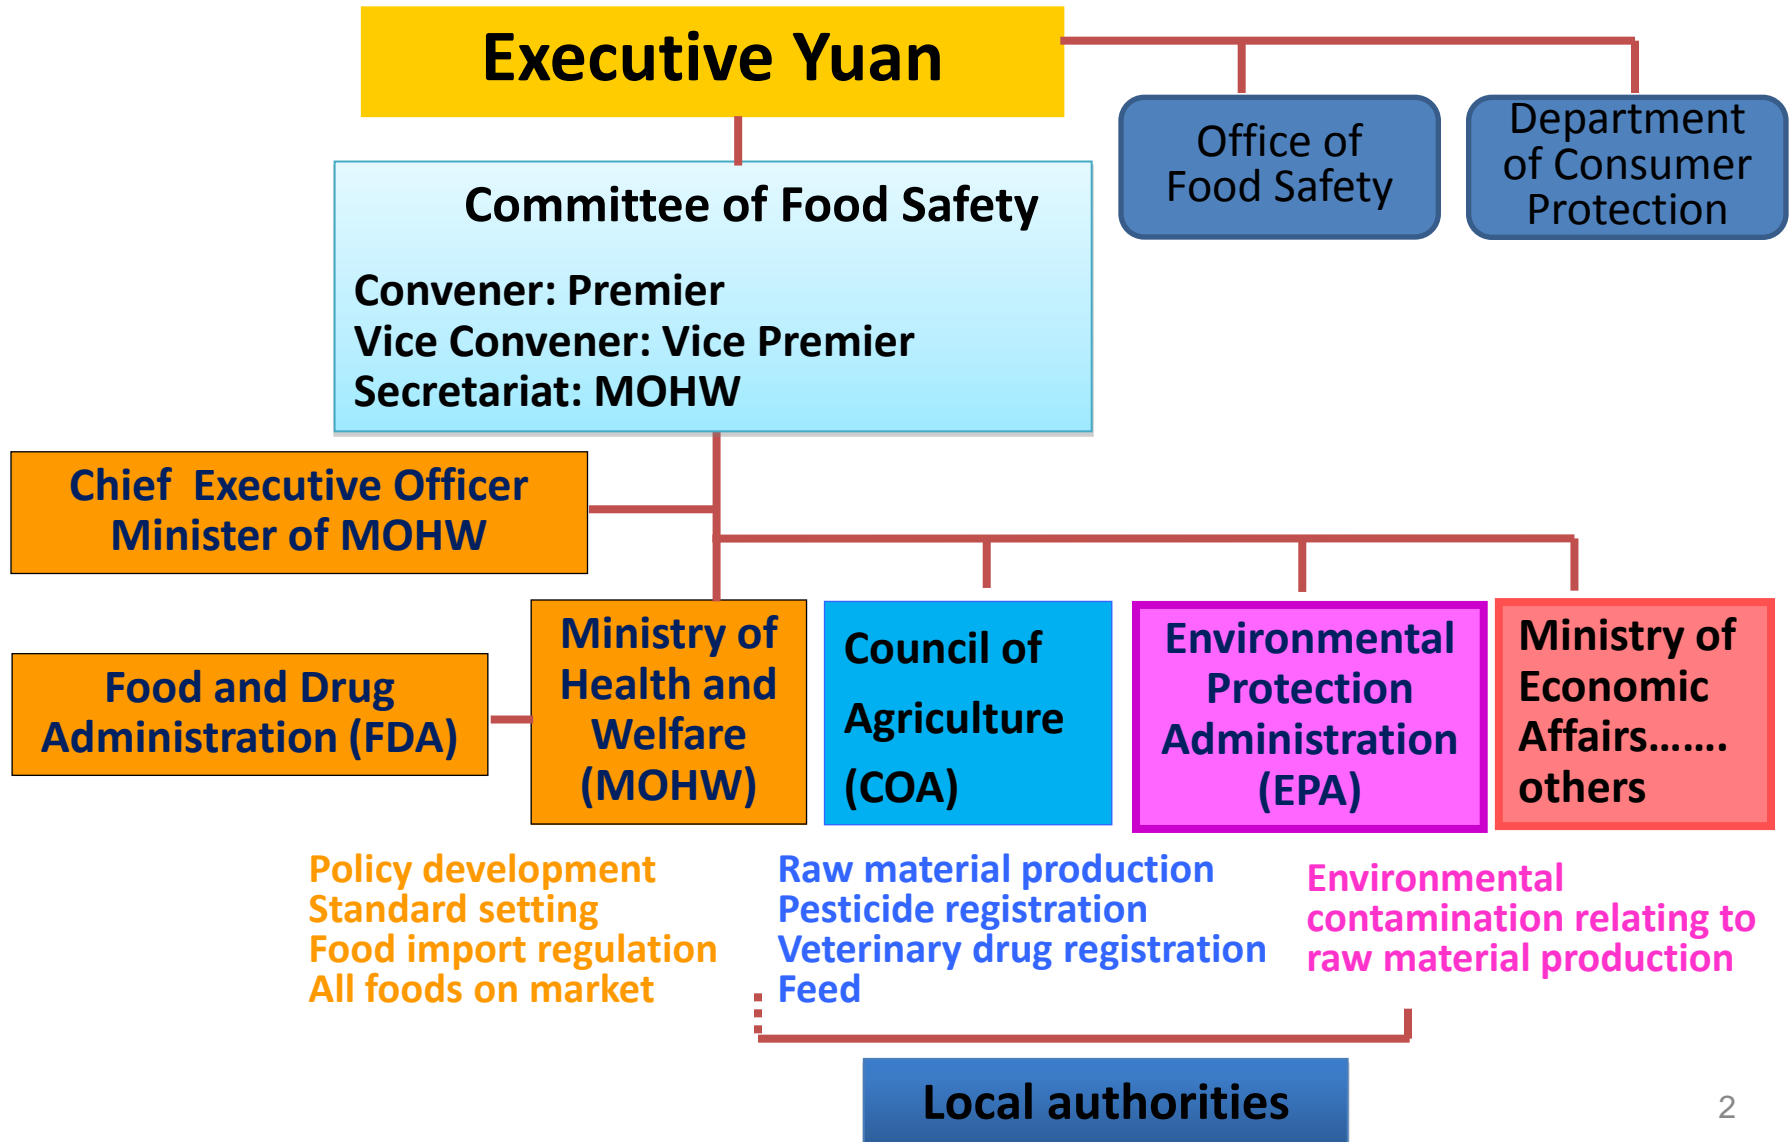 Executive Yuan
Office of
Food Safety
Department
of Consumer
Protection
Committee of Food Safety
Convener: Premier
Vice Convener: Vice Premier
Secretariat: MOHW
Chief  Executive Officer
Minister of MOHW
Food and Drug
Administration (FDA)
Ministry of
Health and
Welfare
(MOHW)
Council of
Agriculture
(COA)
Environmental
Protection
Administration
(EPA)
Ministry of
Economic
Affairs.......
others
Policy development
Standard setting
Food import regulation
All foods on market
Raw material production
Pesticide registration
Veterinary drug registration
Feed
Environmental
contamination relating to
raw material production
Local authorities
2